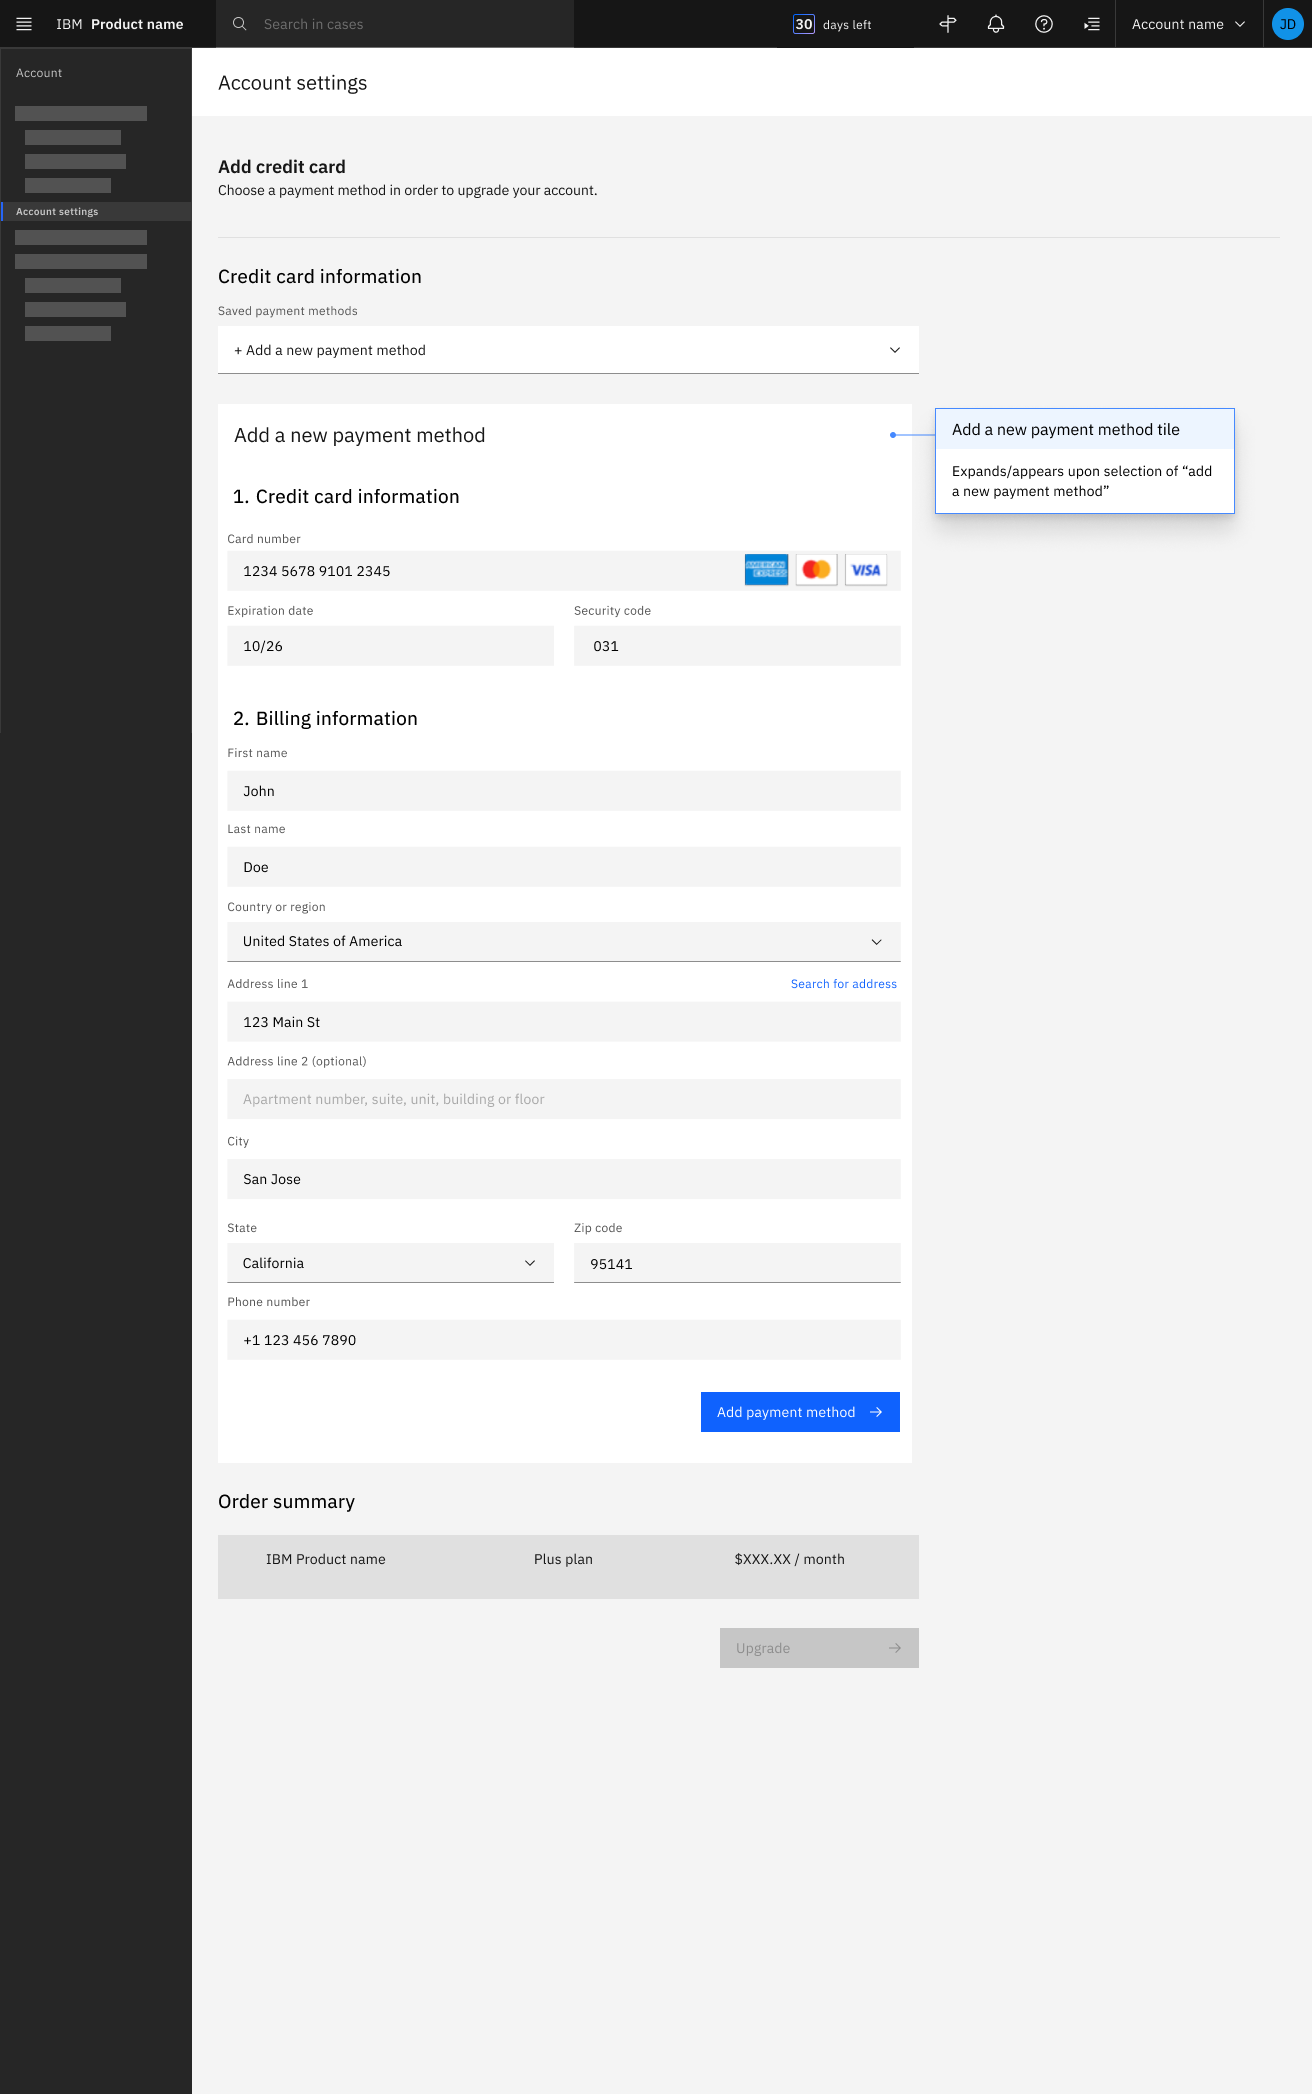 IBM Product name
Search in cases
30 days left
Account name
JD
Account
Account settings
Account settings
Add credit card
Choose a payment method in order to upgrade your account.
Credit card information
Saved payment methods
+ Add a new payment method
Add a new payment method
Add a new payment method tile
Expands/appears upon selection of “add
a new payment method”
1. Credit card information
Card number
1234 5678 9101 2345
AMERICAN
EXPRESS
VISA
Expiration date
Security code
10/26
031
2. Billing information
First name
John
Last name
Doe
Country or region
United States of America
Address line 1
Search for address
123 Main St
Address line 2 (optional)
Apartment number, suite, unit, building or floor
City
San Jose
State
Zip code
California
95141
Phone number
+1 123 456 7890
Add payment method
Order summary
IBM Product name
Plus plan
$XXX.XX / month
Upgrade